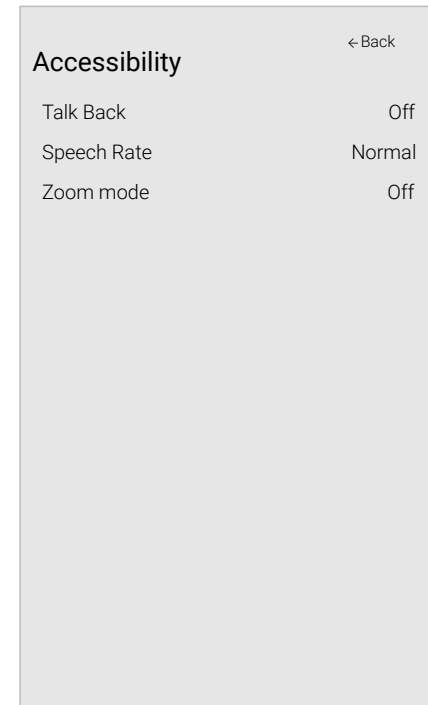 ←Back
Accessibility
Talk Back Off
Speech Rate Normal
Zoom mode Off